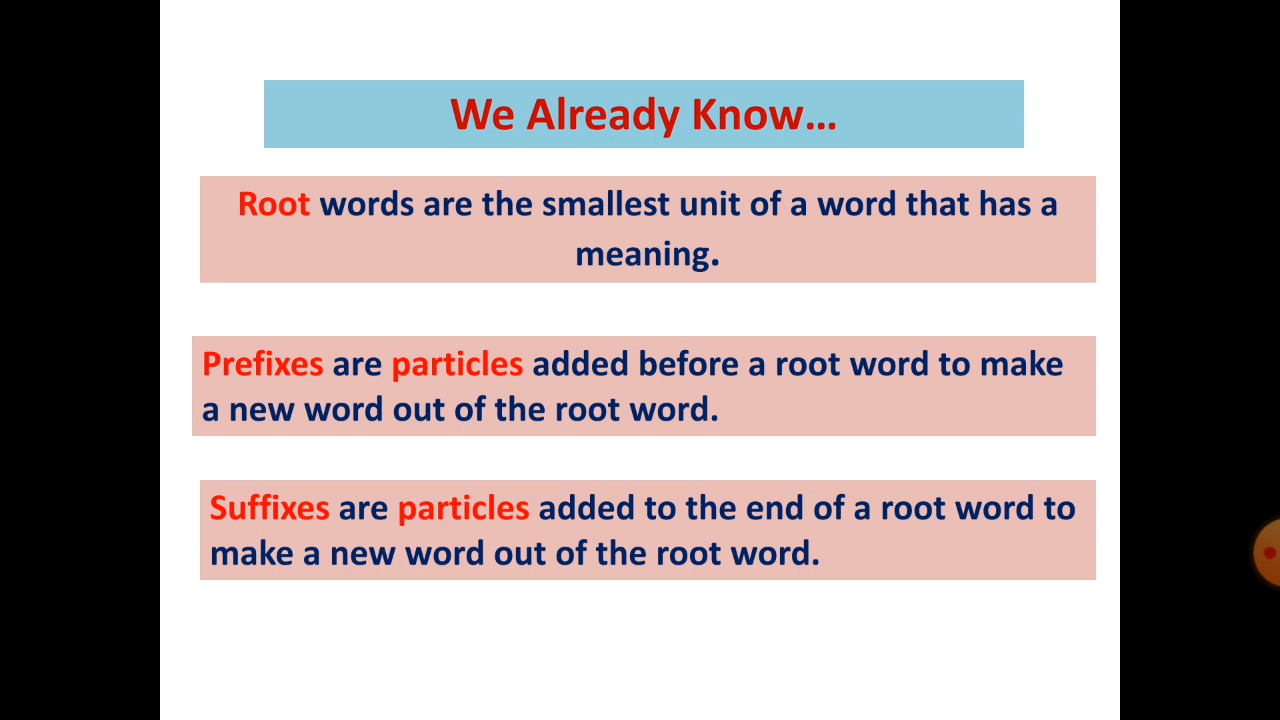 We Already Know...
Root words are the smallest unit of a word that has a
meaning.
Prefixes are particles added before a root word to make
a new word out of the root word.
Suffixes are particles added to the end of a root word to
make a new word out of the root word.